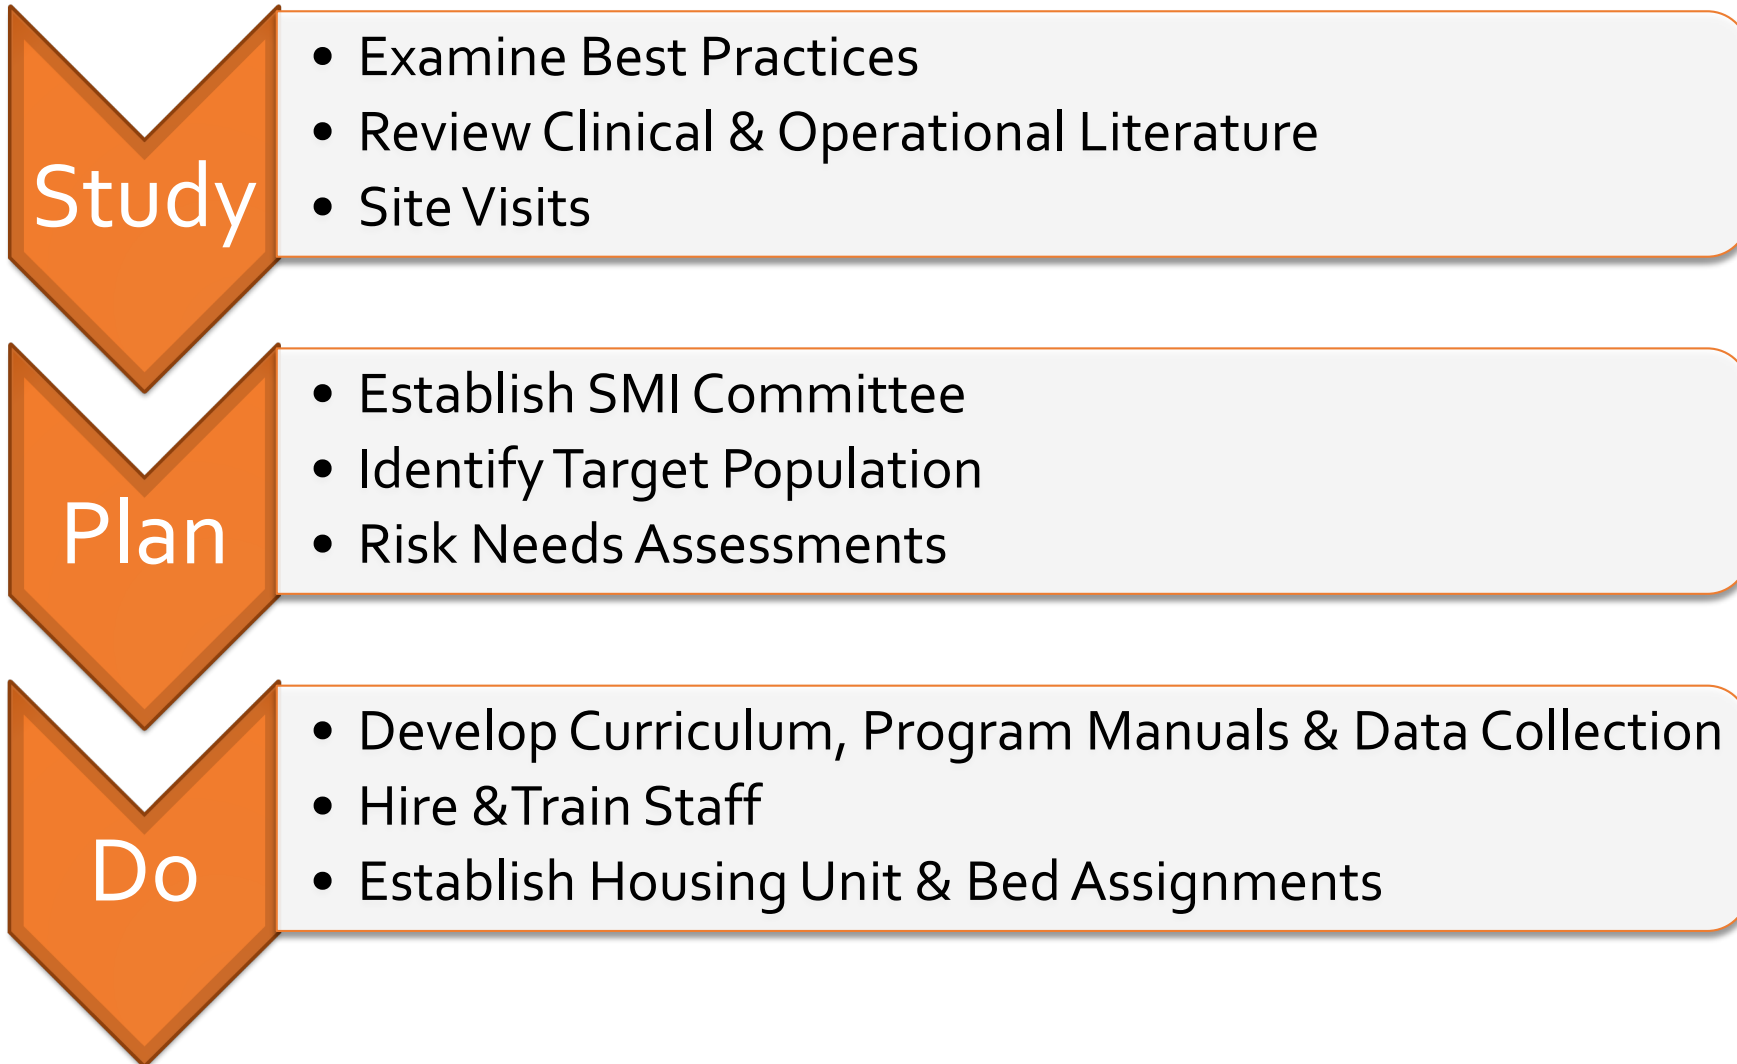 Study
• Examine Best Practices
• Review Clinical & Operational Literature
• Site Visits
Plan
• Establish SMI Committee
• Identify Target Population
• Risk Needs Assessments
Do
• Develop Curriculum, Program Manuals & Data Collection
• Hire &Train Staff
• Establish Housing Unit & Bed Assignments